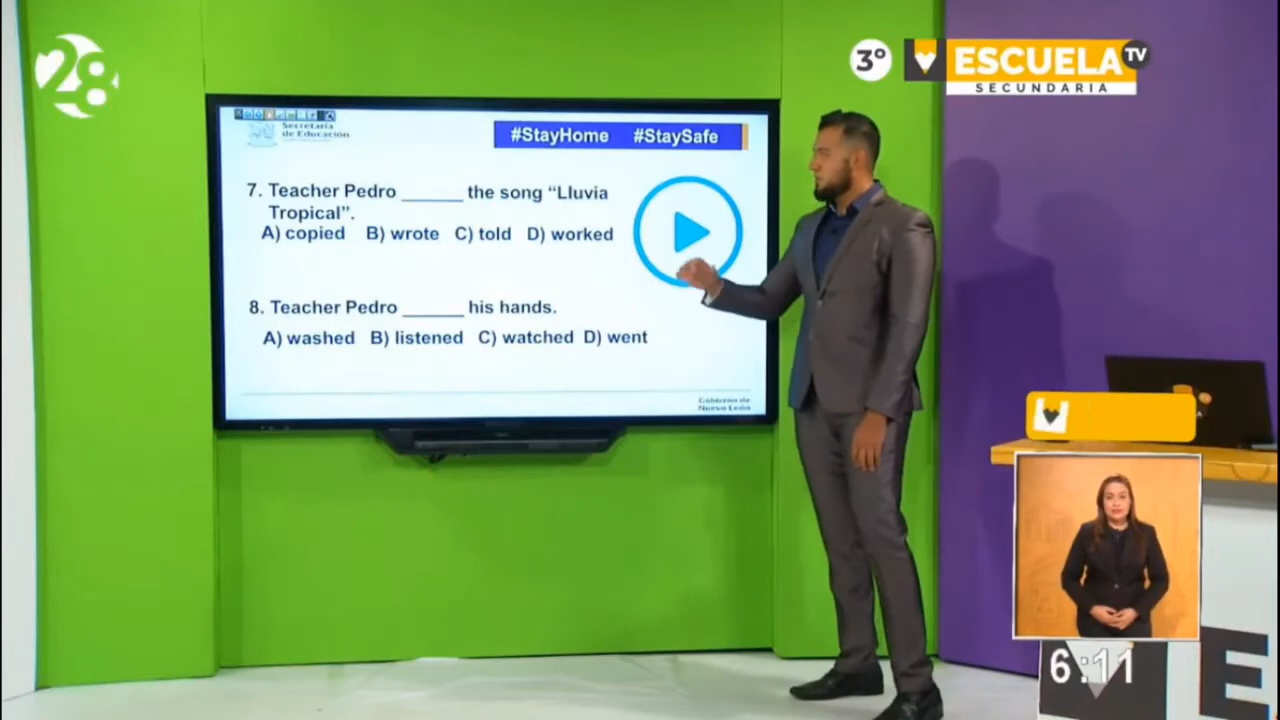 28
3º
ESCUELA TV
SECUNDARIA
Secretaría
de Educación
#StayHome #StaySafe
7. Teacher Pedro ______ the song “Lluvia
Tropical”.
A) copied B) wrote C) told D) worked
8. Teacher Pedro ______ his hands.
A) washed B) listened C) watched D) went
Gobierno de
Nuevo León
6:11
E